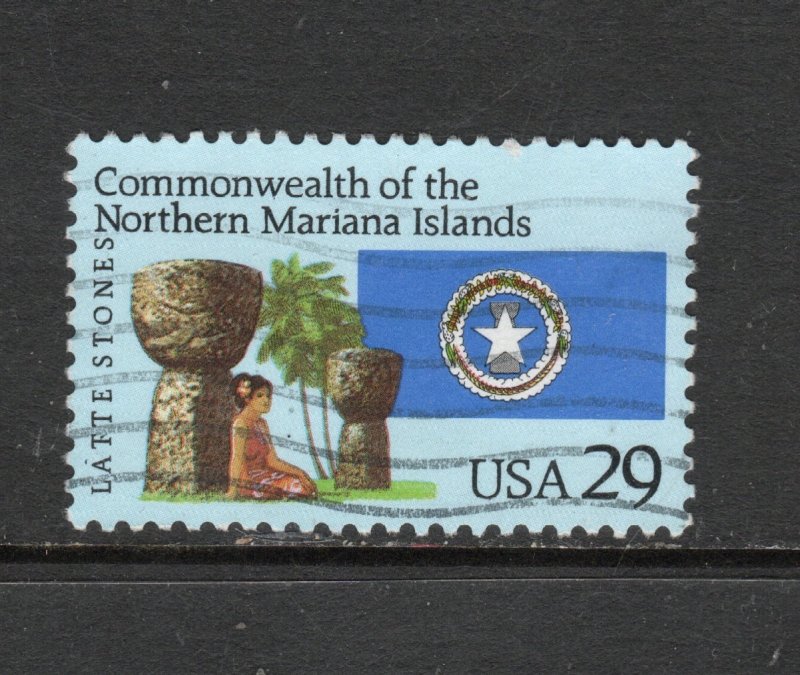 Commonwealth of the
Northern Mariana Islands
LATTE STONES
USA 29